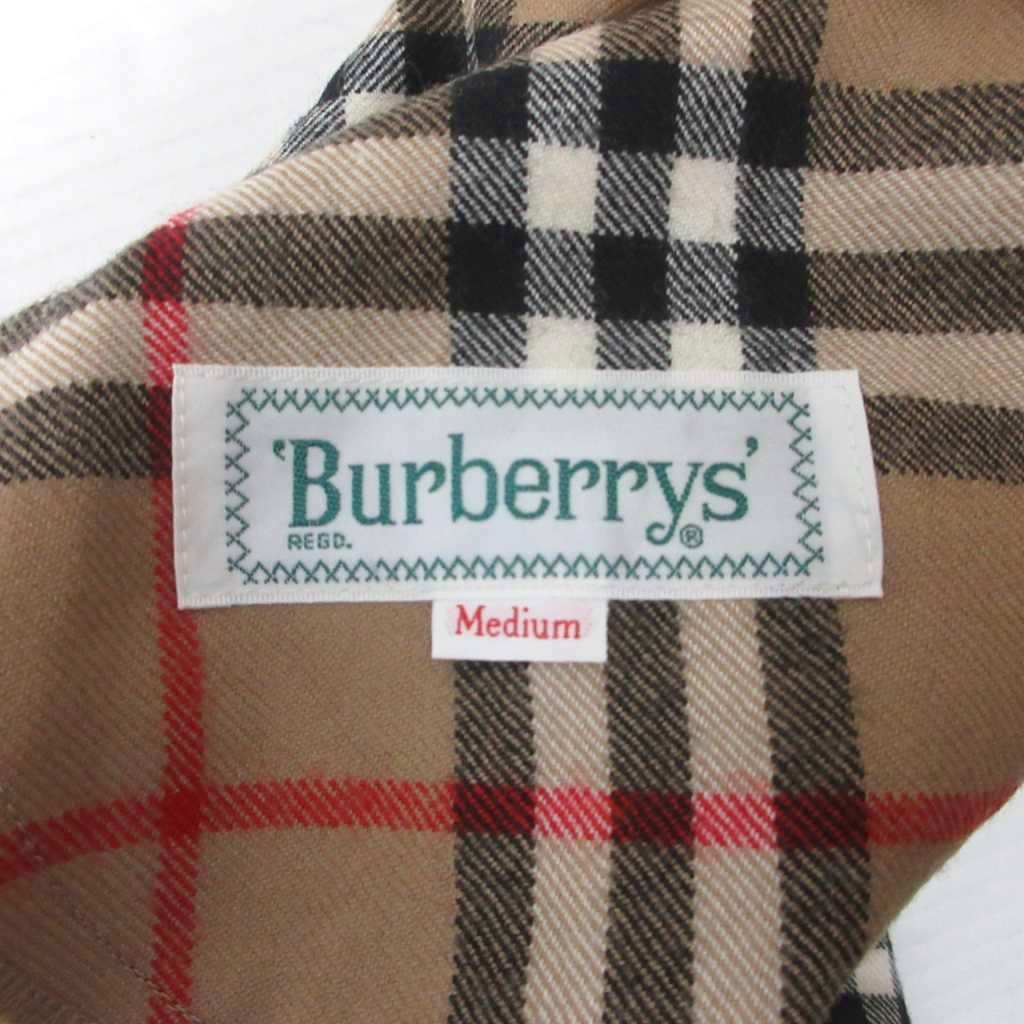 ‘Burberrys’
REGD. ®
Medium